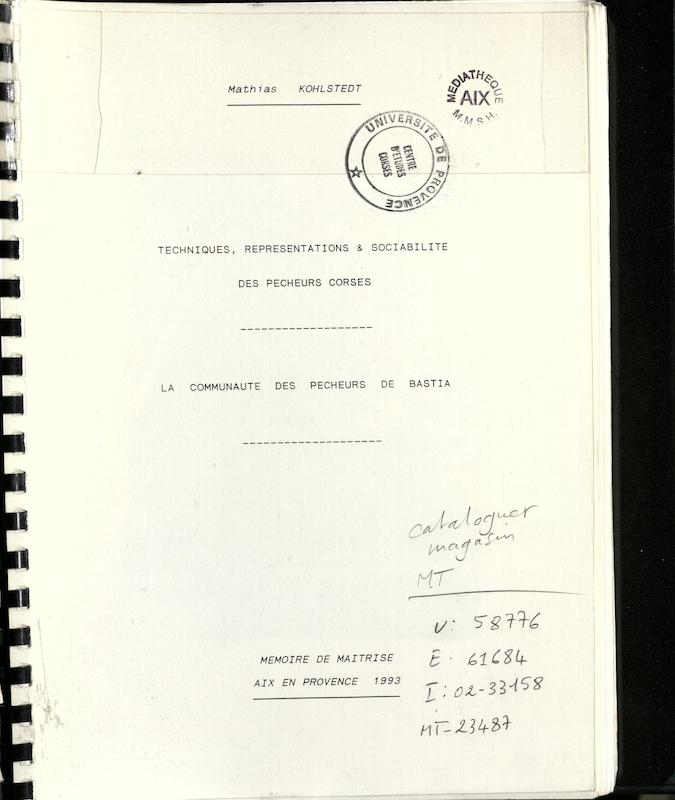 Mathias KOHLSTEDT
MEDIATHEQUE
AIX
M.M.S.H.
UNIVERSITE DE PROVENCE
CENTRE
D'ETUDES
CORSES
TECHNIQUES, REPRESENTATIONS & SOCIABILITE
DES PECHEURS CORSES
-------------------
LA COMMUNAUTE DES PECHEURS DE BASTIA
--------------------
cataloguer
magasin
MT
V: 58776
E: 61684
I: 02-33158
MT-23487
MEMOIRE DE MAITRISE
AIX EN PROVENCE 1993